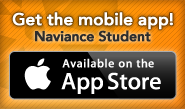 Get the mobile app!
Naviance Student
Available on the
App Store